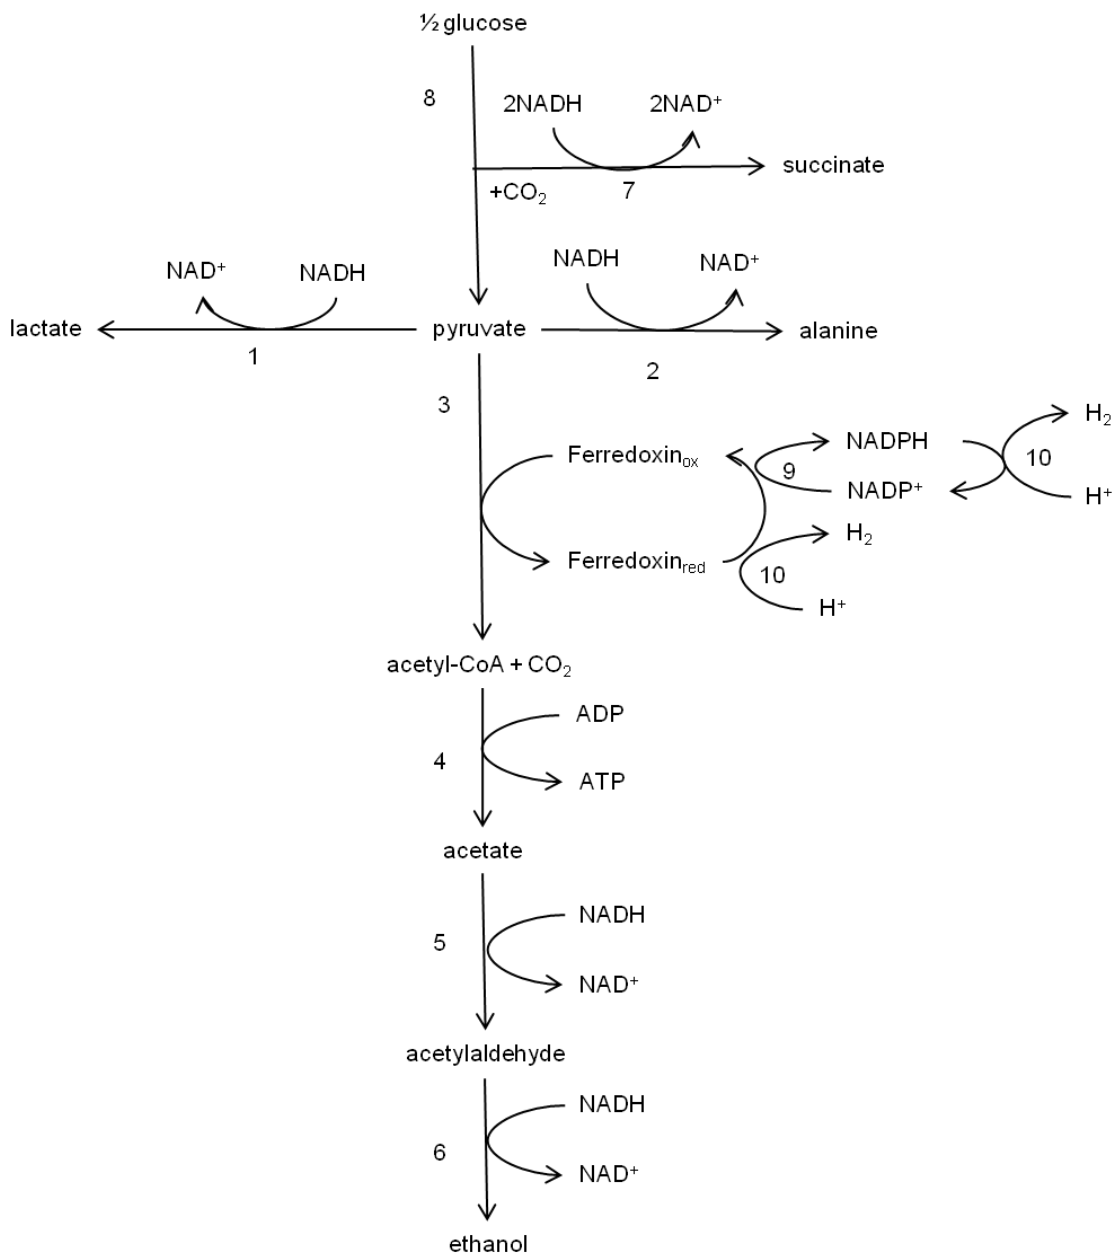 ½ glucose
8
2NADH
2NAD⁺
succinate
+CO₂
7
NAD⁺
NADH
NADH
NAD⁺
lactate
pyruvate
alanine
1
2
3
H₂
NADPH
Ferredoxinₒₓ
10
9
NADP⁺
H⁺
H₂
Ferredoxin_red
10
H⁺
acetyl-CoA + CO₂
ADP
4
ATP
acetate
NADH
5
NAD⁺
acetylaldehyde
NADH
6
NAD⁺
ethanol